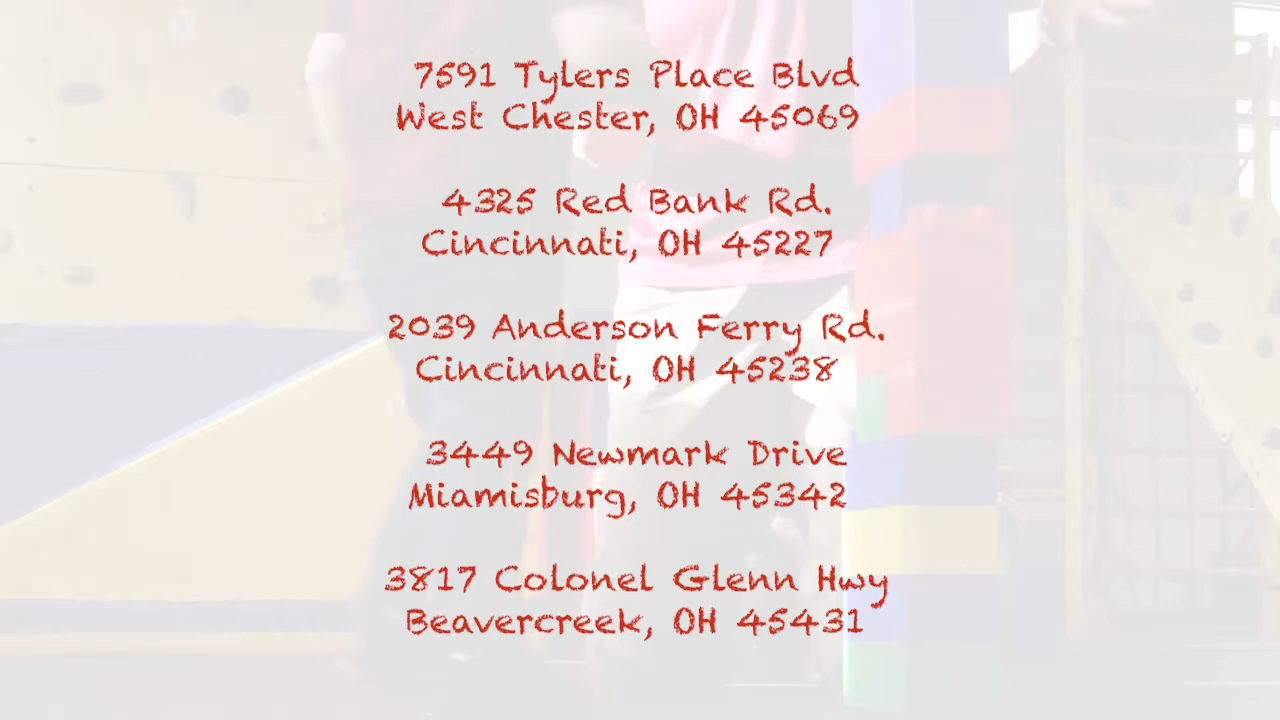 7591 Tylers Place Blvd
West Chester, OH 45069
4325 Red Bank Rd.
Cincinnati, OH 45227
2039 Anderson Ferry Rd.
Cincinnati, OH 45238
3449 Newmark Drive
Miamisburg, OH 45342
3817 Colonel Glenn Hwy
Beavercreek, OH 45431